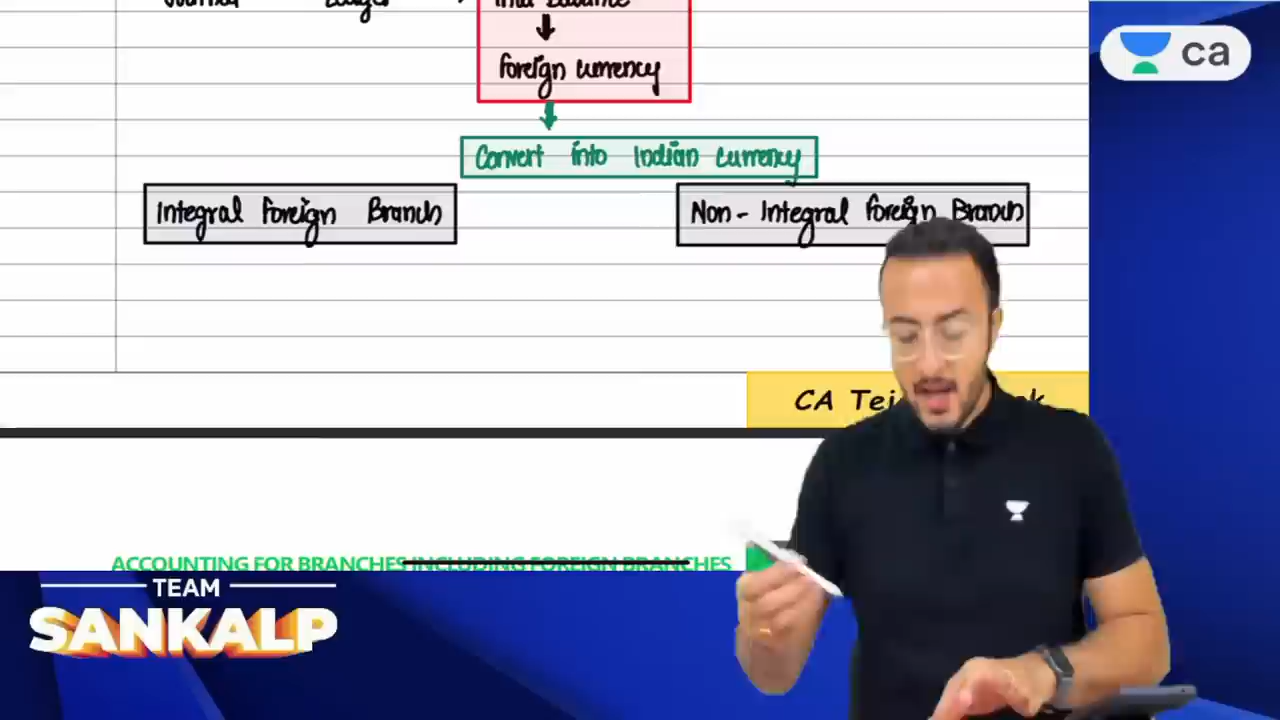 foreign currency
ca
Convert into Indian currency
Integral foreign Branch
Non - Integral foreign Branch
CA
ACCOUNTING FOR BRANCHES INCLUDING FOREIGN BRANCHES
TEAM
SANKALP